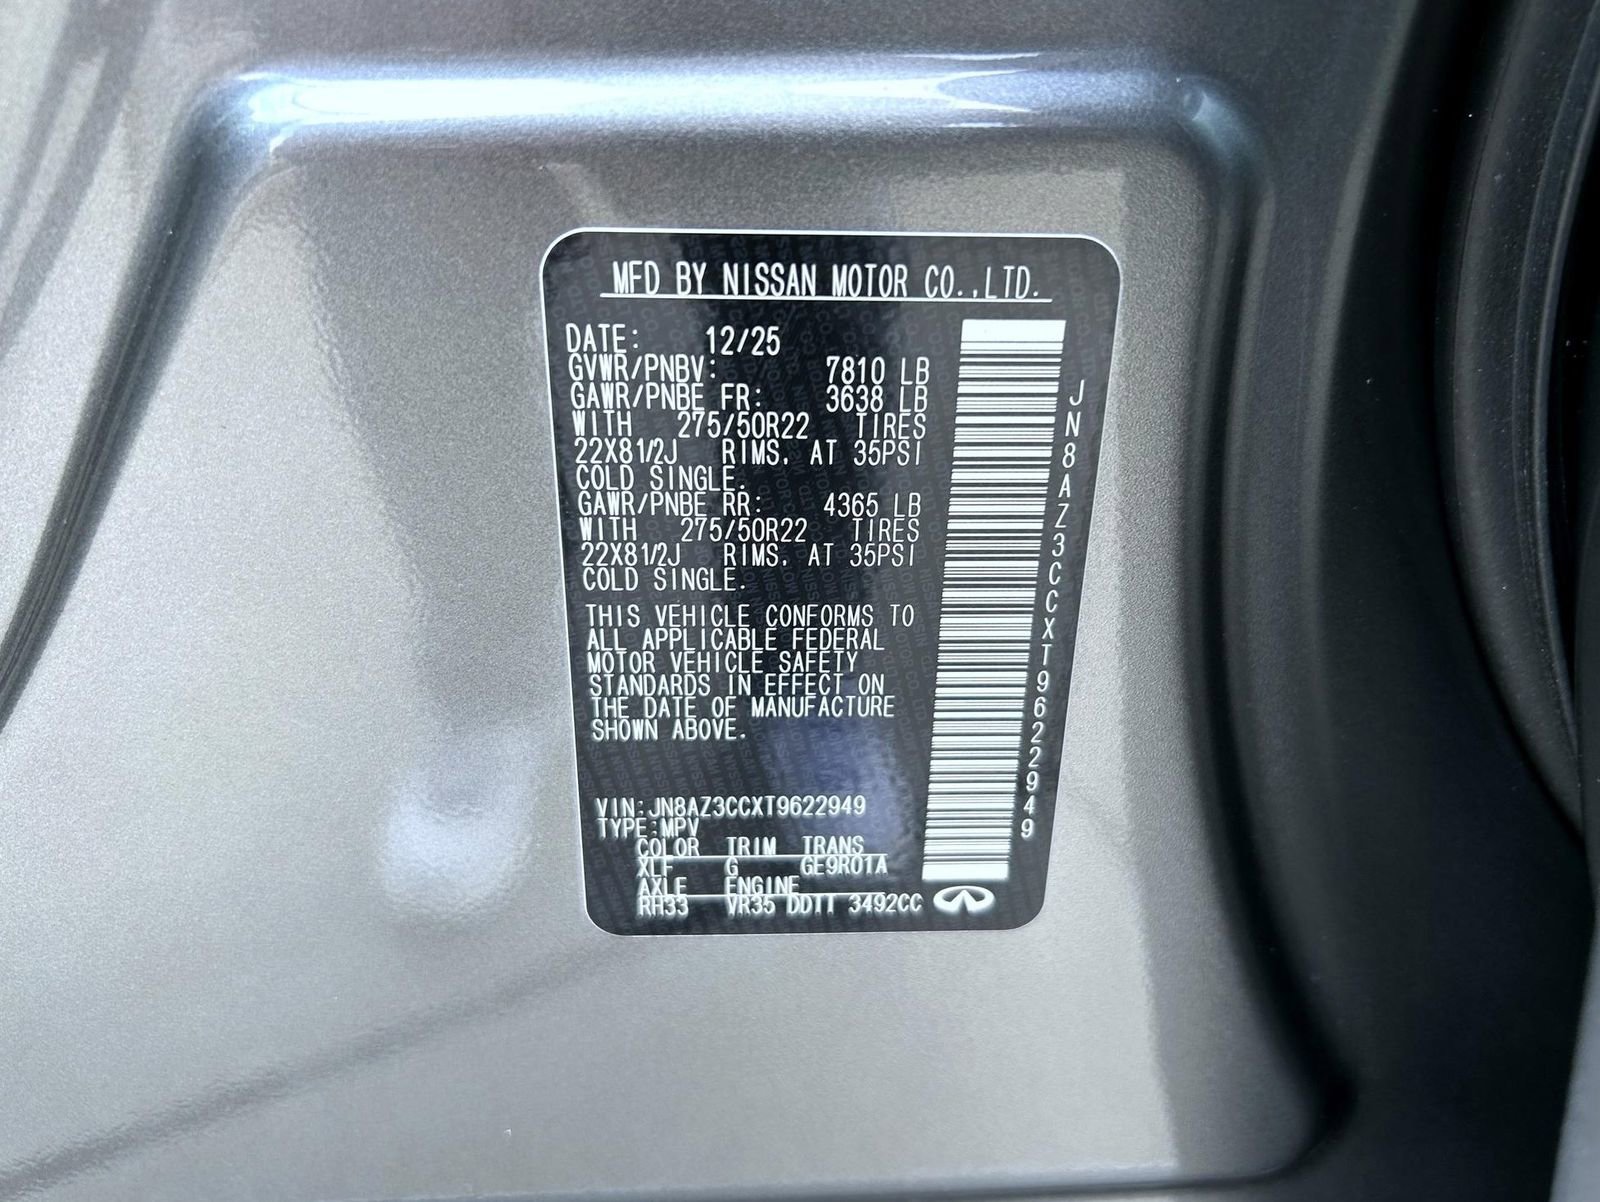 MFD BY NISSAN MOTOR CO.,LTD.
DATE: 12/25
GVWR/PNBV: 7810 LB
GAWR/PNBE FR: 3638 LB
WITH 275/50R22 TIRES
22X81/2J RIMS, AT 35PSI
COLD SINGLE.
GAWR/PNBE RR: 4365 LB
WITH 275/50R22 TIRES
22X81/2J RIMS, AT 35PSI
COLD SINGLE.
THIS VEHICLE CONFORMS TO
ALL APPLICABLE FEDERAL
MOTOR VEHICLE SAFETY
STANDARDS IN EFFECT ON
THE DATE OF MANUFACTURE
SHOWN ABOVE.
VIN:JN8AZ3CCXT9622949
TYPE:MPV
COLOR TRIM TRANS
XLF G GE9R01A
AXLE ENGINE
RH33 VR35 DDTT 3492CC
JN8AZ3CCXT9622949